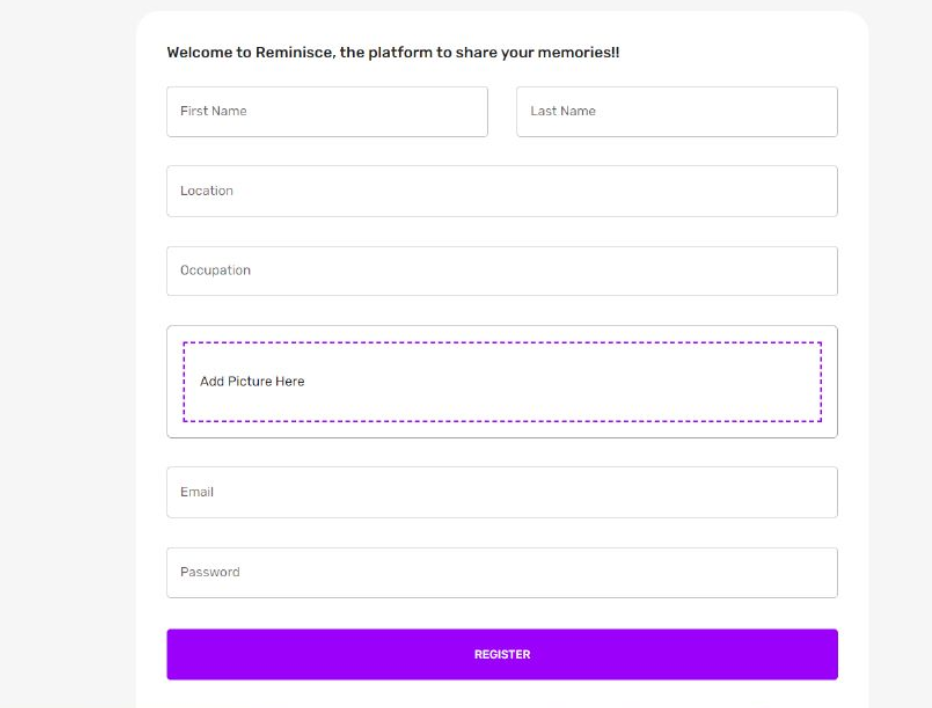 Welcome to Reminisce, the platform to share your memories!!
First Name
Last Name
Location
Occupation
Add Picture Here
Email
Password
REGISTER